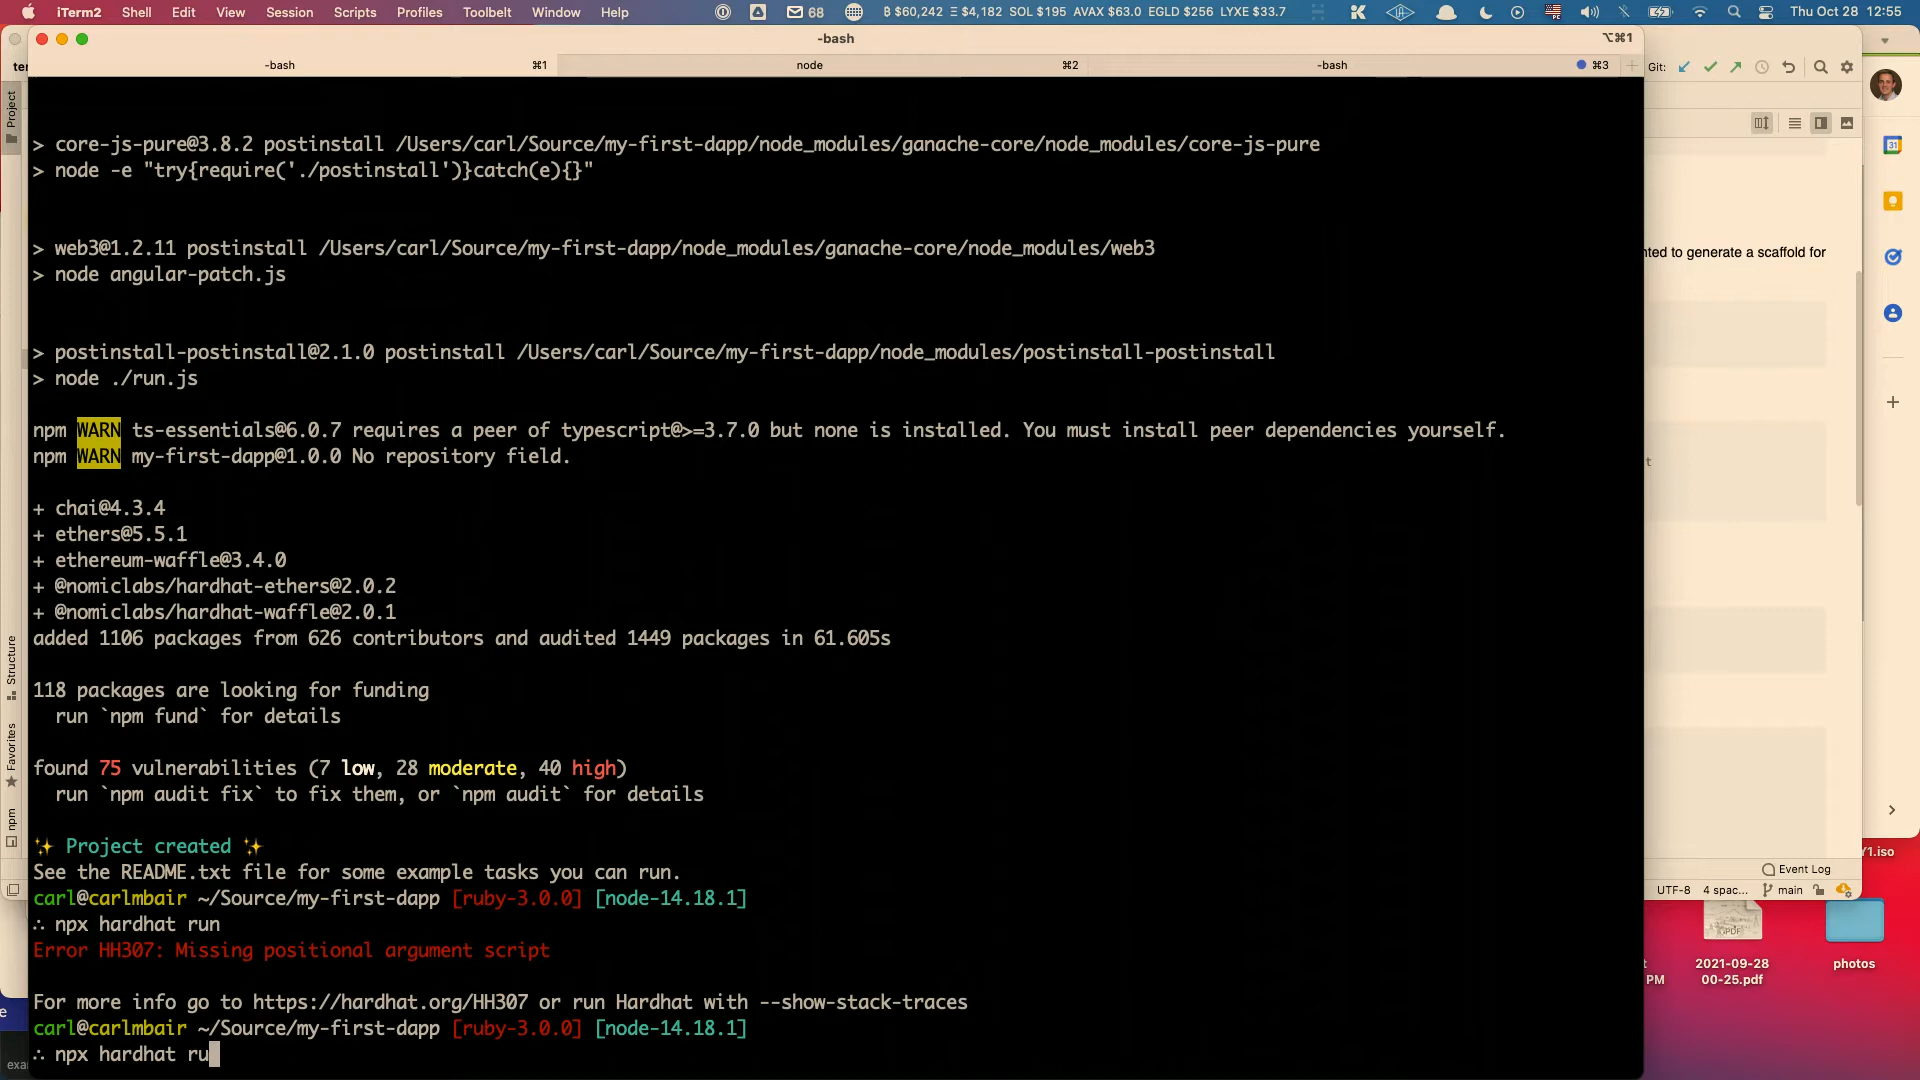 iTerm2 Shell Edit View Session Scripts Profiles Toolbelt Window Help 68 ₿ $60,242 Ξ $4,182 SOL $195 AVAX $63.0 EGLD $256 LYXE $33.7 Thu Oct 28 12:55
-bash ⌥⌘1
-bash ⌘1 node ⌘2 -bash ⌘3
Git:
Project
> core-js-pure@3.8.2 postinstall /Users/carl/Source/my-first-dapp/node_modules/ganache-core/node_modules/core-js-pure
> node -e "try{require('./postinstall')}catch(e){}"
> web3@1.2.11 postinstall /Users/carl/Source/my-first-dapp/node_modules/ganache-core/node_modules/web3
> node angular-patch.js
nted to generate a scaffold for
> postinstall-postinstall@2.1.0 postinstall /Users/carl/Source/my-first-dapp/node_modules/postinstall-postinstall
> node ./run.js
npm WARN ts-essentials@6.0.7 requires a peer of typescript@>=3.7.0 but none is installed. You must install peer dependencies yourself.
npm WARN my-first-dapp@1.0.0 No repository field.
+ chai@4.3.4
+ ethers@5.5.1
+ ethereum-waffle@3.4.0
+ @nomiclabs/hardhat-ethers@2.0.2
+ @nomiclabs/hardhat-waffle@2.0.1
added 1106 packages from 626 contributors and audited 1449 packages in 61.605s
118 packages are looking for funding
run `npm fund` for details
found 75 vulnerabilities (7 low, 28 moderate, 40 high)
run `npm audit fix` to fix them, or `npm audit` for details
✨ Project created ✨
See the README.txt file for some example tasks you can run.
carl@carlmbair ~/Source/my-first-dapp [ruby-3.0.0] [node-14.18.1]
∴ npx hardhat run
Error HH307: Missing positional argument script
For more info go to https://hardhat.org/HH307 or run Hardhat with --show-stack-traces
carl@carlmbair ~/Source/my-first-dapp [ruby-3.0.0] [node-14.18.1]
∴ npx hardhat ru
Structure
Favorites
npm
31
Y1.iso
Event Log
UTF-8 4 spac... main
PDF
2021-09-28
00-25.pdf
photos
PM